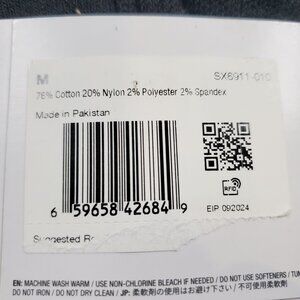 M
SX6911-010
76% Cotton 20% Nylon 2% Polyester 2% Spandex
Made in Pakistan
RFID
6 59658 42684 9
EIP 092024
Suggested Re
EN: MACHINE WASH WARM / USE NON-CHLORINE BLEACH IF NEEDED / DO NOT USE SOFTENERS / TUM
DO NOT IRON / DO NOT DRY CLEAN / JP: 柔軟剤の使用はお避け下さい / 不可使用柔軟劑